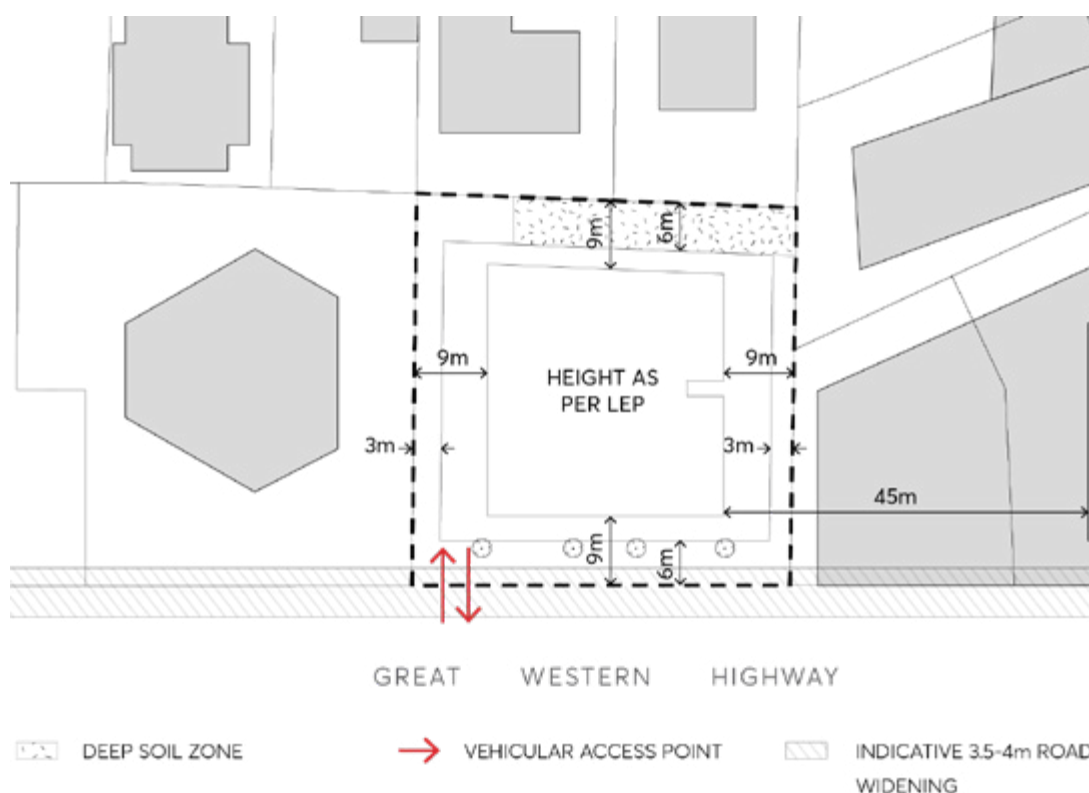 9m
6m
9m
HEIGHT AS
PER LEP
9m
3m
3m
45m
9m
6m
GREAT WESTERN HIGHWAY
DEEP SOIL ZONE
VEHICULAR ACCESS POINT
INDICATIVE 3.5-4m ROAD
WIDENING